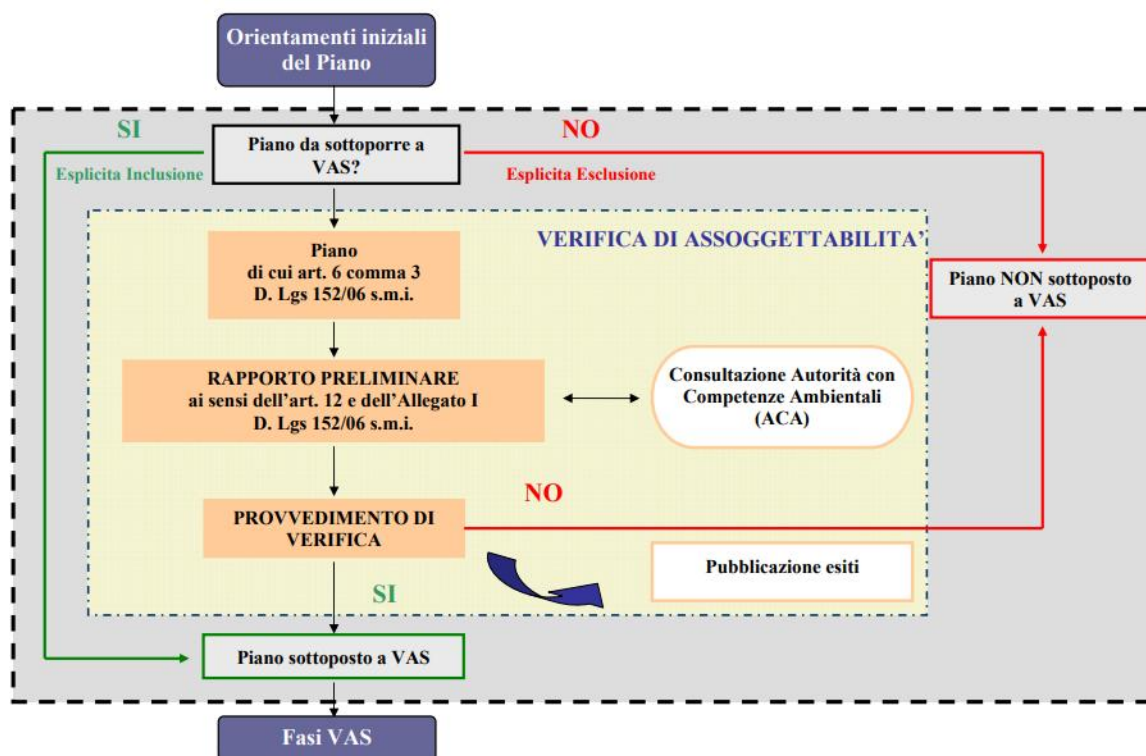 Orientamenti iniziali
del Piano
SI
NO
Piano da sottoporre a
VAS?
Esplicita Inclusione
Esplicita Esclusione
VERIFICA DI ASSOGGETTABILITA’
Piano
di cui art. 6 comma 3
D. Lgs 152/06 s.m.i.
Piano NON sottoposto
a VAS
RAPPORTO PRELIMINARE
ai sensi dell’art. 12 e dell’Allegato I
D. Lgs 152/06 s.m.i.
Consultazione Autorità con
Competenze Ambientali
(ACA)
NO
PROVVEDIMENTO DI
VERIFICA
Pubblicazione esiti
SI
Piano sottoposto a VAS
Fasi VAS